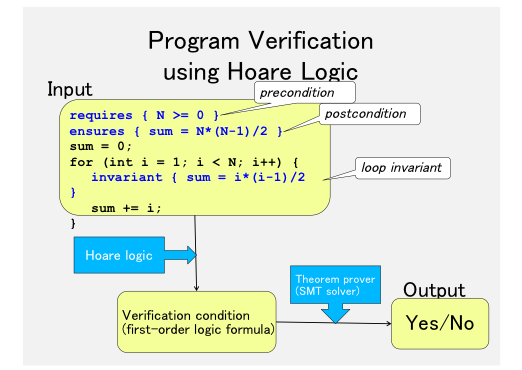 Program Verification
using Hoare Logic
Input
precondition
requires { N >= 0 }
postcondition
ensures { sum = N*(N-1)/2 }
sum = 0;
for (int i = 1; i < N; i++) {
loop invariant
invariant { sum = i*(i-1)/2
}
sum += i;
}
Hoare logic
Theorem prover
(SMT solver)
Output
Verification condition
(first-order logic formula)
Yes/No